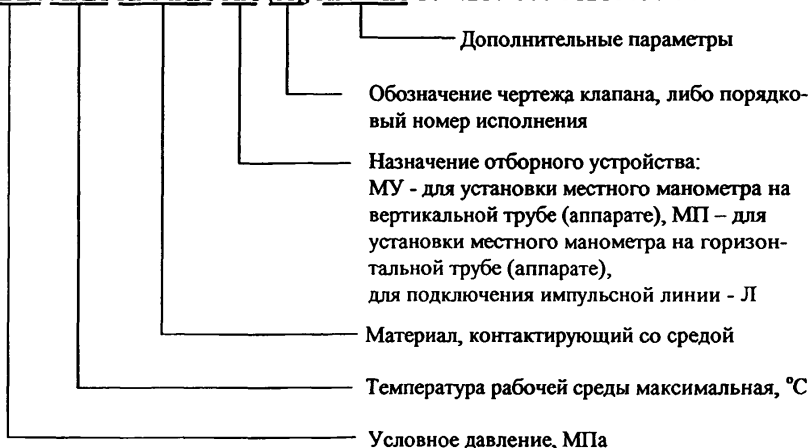 Дополнительные параметры
Обозначение чертежа клапана, либо порядко-
вый номер исполнения
Назначение отборного устройства:
МУ - для установки местного манометра на
вертикальной трубе (аппарате), МП – для
установки местного манометра на горизон-
тальной трубе (аппарате),
для подключения импульсной линии - Л
Материал, контактирующий со средой
Температура рабочей среды максимальная, °С
Условное давление, МПа